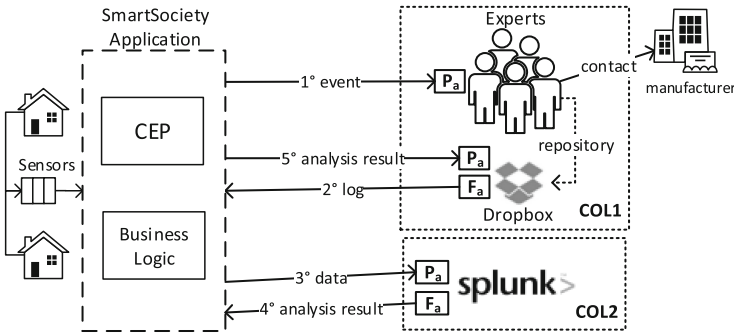 SmartSociety
Application
Experts
1° event
Pa
contact
manufacturer
CEP
Sensors
5° analysis result
Pa
repository
2° log
Fa
Dropbox
COL1
Business
Logic
3° data
Pa
splunk>
4° analysis result
Fa
COL2